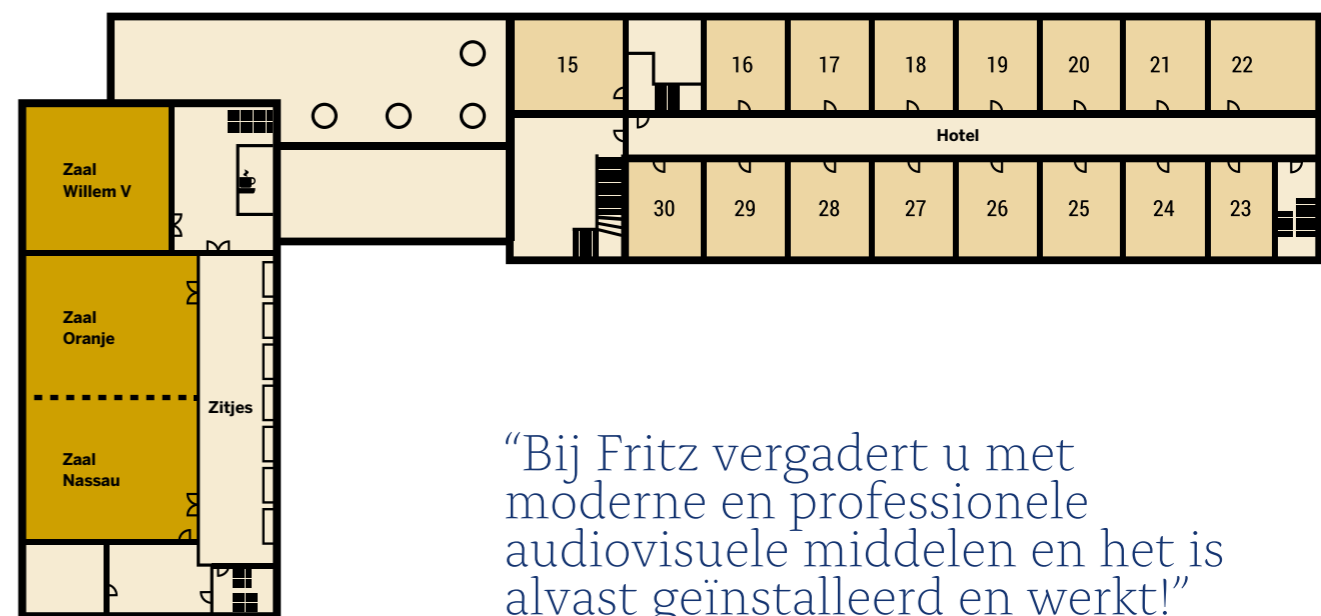 15
16
17
18
19
20
21
22
Hotel
30
29
28
27
26
25
24
23
Zaal
Willem V
Zaal
Oranje
Zitjes
Zaal
Nassau
“Bij Fritz vergadert u met
moderne en professionele
audiovisuele middelen en het is
alvast geïnstalleerd en werkt!”